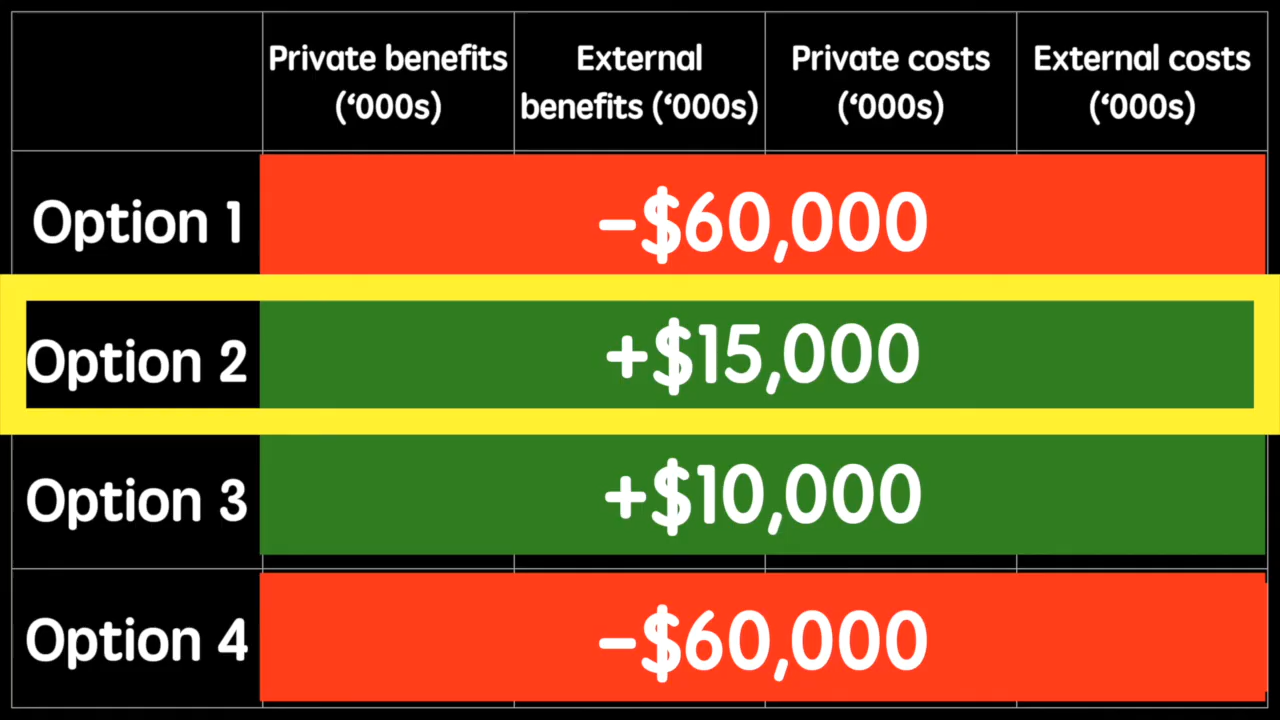 Private benefits
(‘000s)
External
benefits (‘000s)
Private costs
(‘000s)
External costs
(‘000s)
Option 1
–$60,000
Option 2
+$15,000
Option 3
+$10,000
Option 4
–$60,000